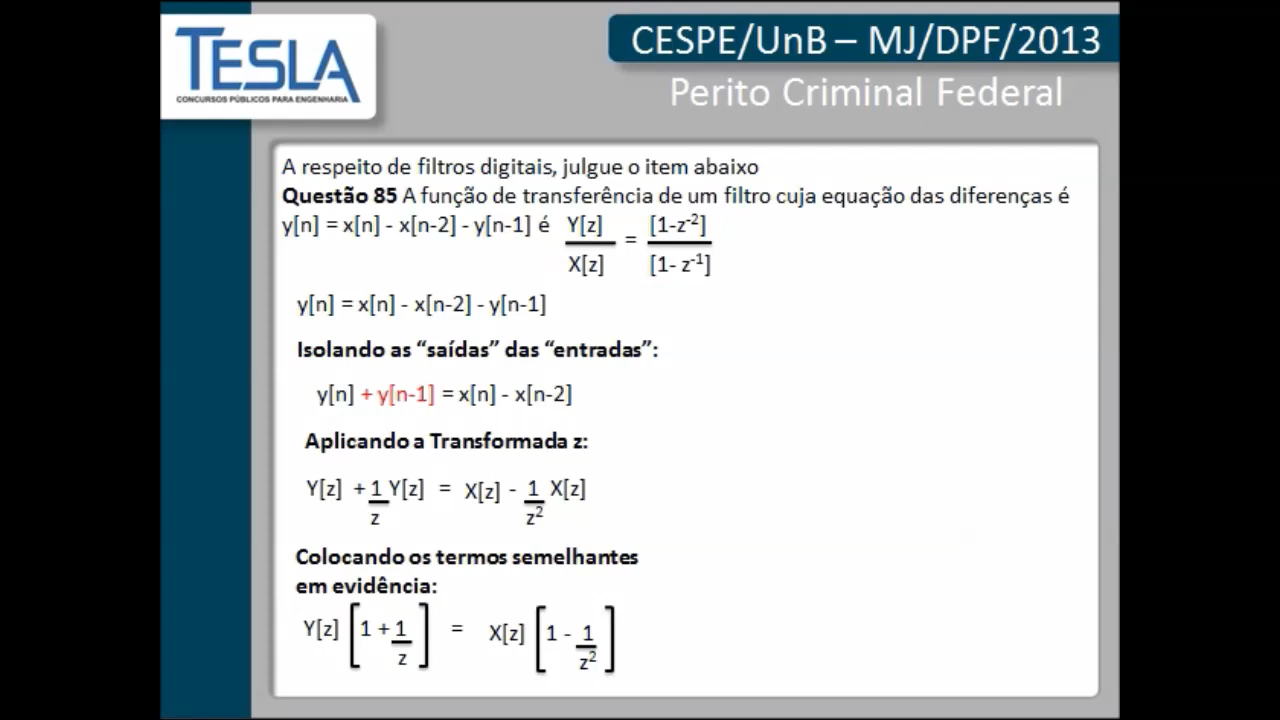 TESLA
CONCURSOS PÚBLICOS PARA ENGENHARIA
CESPE/UnB – MJ/DPF/2013
Perito Criminal Federal
A respeito de filtros digitais, julgue o item abaixo
Questão 85 A função de transferência de um filtro cuja equação das diferenças é
y[n] = x[n] - x[n-2] - y[n-1] é Y[z]/X[z] = [1-z⁻²]/[1- z⁻¹]
y[n] = x[n] - x[n-2] - y[n-1]
Isolando as “saídas” das “entradas”:
y[n] + y[n-1] = x[n] - x[n-2]
Aplicando a Transformada z:
Y[z] + 1/z Y[z] = X[z] - 1/z² X[z]
Colocando os termos semelhantes
em evidência:
Y[z] [1 + 1/z] = X[z] [1 - 1/z²]